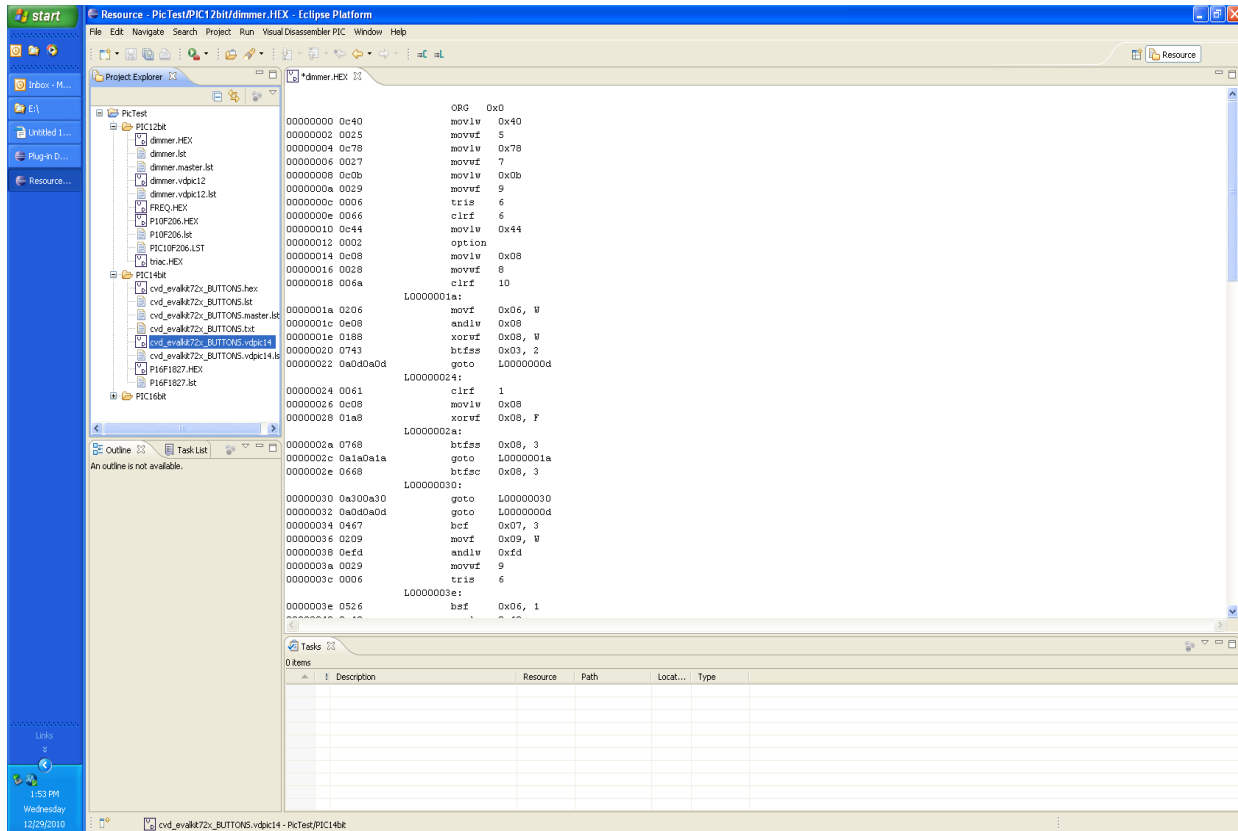 start
Resource - PicTest/PIC12bit/dimmer.HEX - Eclipse Platform
File Edit Navigate Search Project Run Visual Disassembler PIC Window Help
Resource
Inbox - M...
E:\
Untitled 1...
Plug-in D...
Resource...
Project Explorer
PicTest
PIC12bit
dimmer.HEX
dimmer.lst
dimmer.master.lst
dimmer.vdpic12
dimmer.vdpic12.lst
FREQ.HEX
P10F206.HEX
P10F206.lst
PIC10F206.LST
triac.HEX
PIC14bit
cvd_evalkit72x_BUTTONS.hex
cvd_evalkit72x_BUTTONS.lst
cvd_evalkit72x_BUTTONS.master.lst
cvd_evalkit72x_BUTTONS.txt
cvd_evalkit72x_BUTTONS.vdpic14
cvd_evalkit72x_BUTTONS.vdpic14.ls
P16F1827.HEX
P16F1827.lst
PIC16bit
Outline Task List
An outline is not available.
*dimmer.HEX
ORG 0x0
00000000 0c40 movlw 0x40
00000002 0025 movwf 5
00000004 0c78 movlw 0x78
00000006 0027 movwf 7
00000008 0c0b movlw 0x0b
0000000a 0029 movwf 9
0000000c 0006 tris 6
0000000e 0066 clrf 6
00000010 0c44 movlw 0x44
00000012 0002 option
00000014 0c08 movlw 0x08
00000016 0028 movwf 8
00000018 006a clrf 10
L0000001a:
0000001a 0206 movf 0x06, W
0000001c 0e08 andlw 0x08
0000001e 0188 xorwf 0x08, W
00000020 0743 btfss 0x03, 2
00000022 0a0d0a0d goto L0000000d
L00000024:
00000024 0061 clrf 1
00000026 0c08 movlw 0x08
00000028 01a8 xorwf 0x08, F
L0000002a:
0000002a 0768 btfss 0x08, 3
0000002c 0a1a0a1a goto L0000001a
0000002e 0668 btfsc 0x08, 3
L00000030:
00000030 0a300a30 goto L00000030
00000032 0a0d0a0d goto L0000000d
00000034 0467 bcf 0x07, 3
00000036 0209 movf 0x09, W
00000038 0efd andlw 0xfd
0000003a 0029 movwf 9
0000003c 0006 tris 6
L0000003e:
0000003e 0526 bsf 0x06, 1
Tasks
0 items
! Description Resource Path Locat... Type
Links
1:53 PM
Wednesday
12/29/2010
cvd_evalkit72x_BUTTONS.vdpic14 - PicTest/PIC14bit